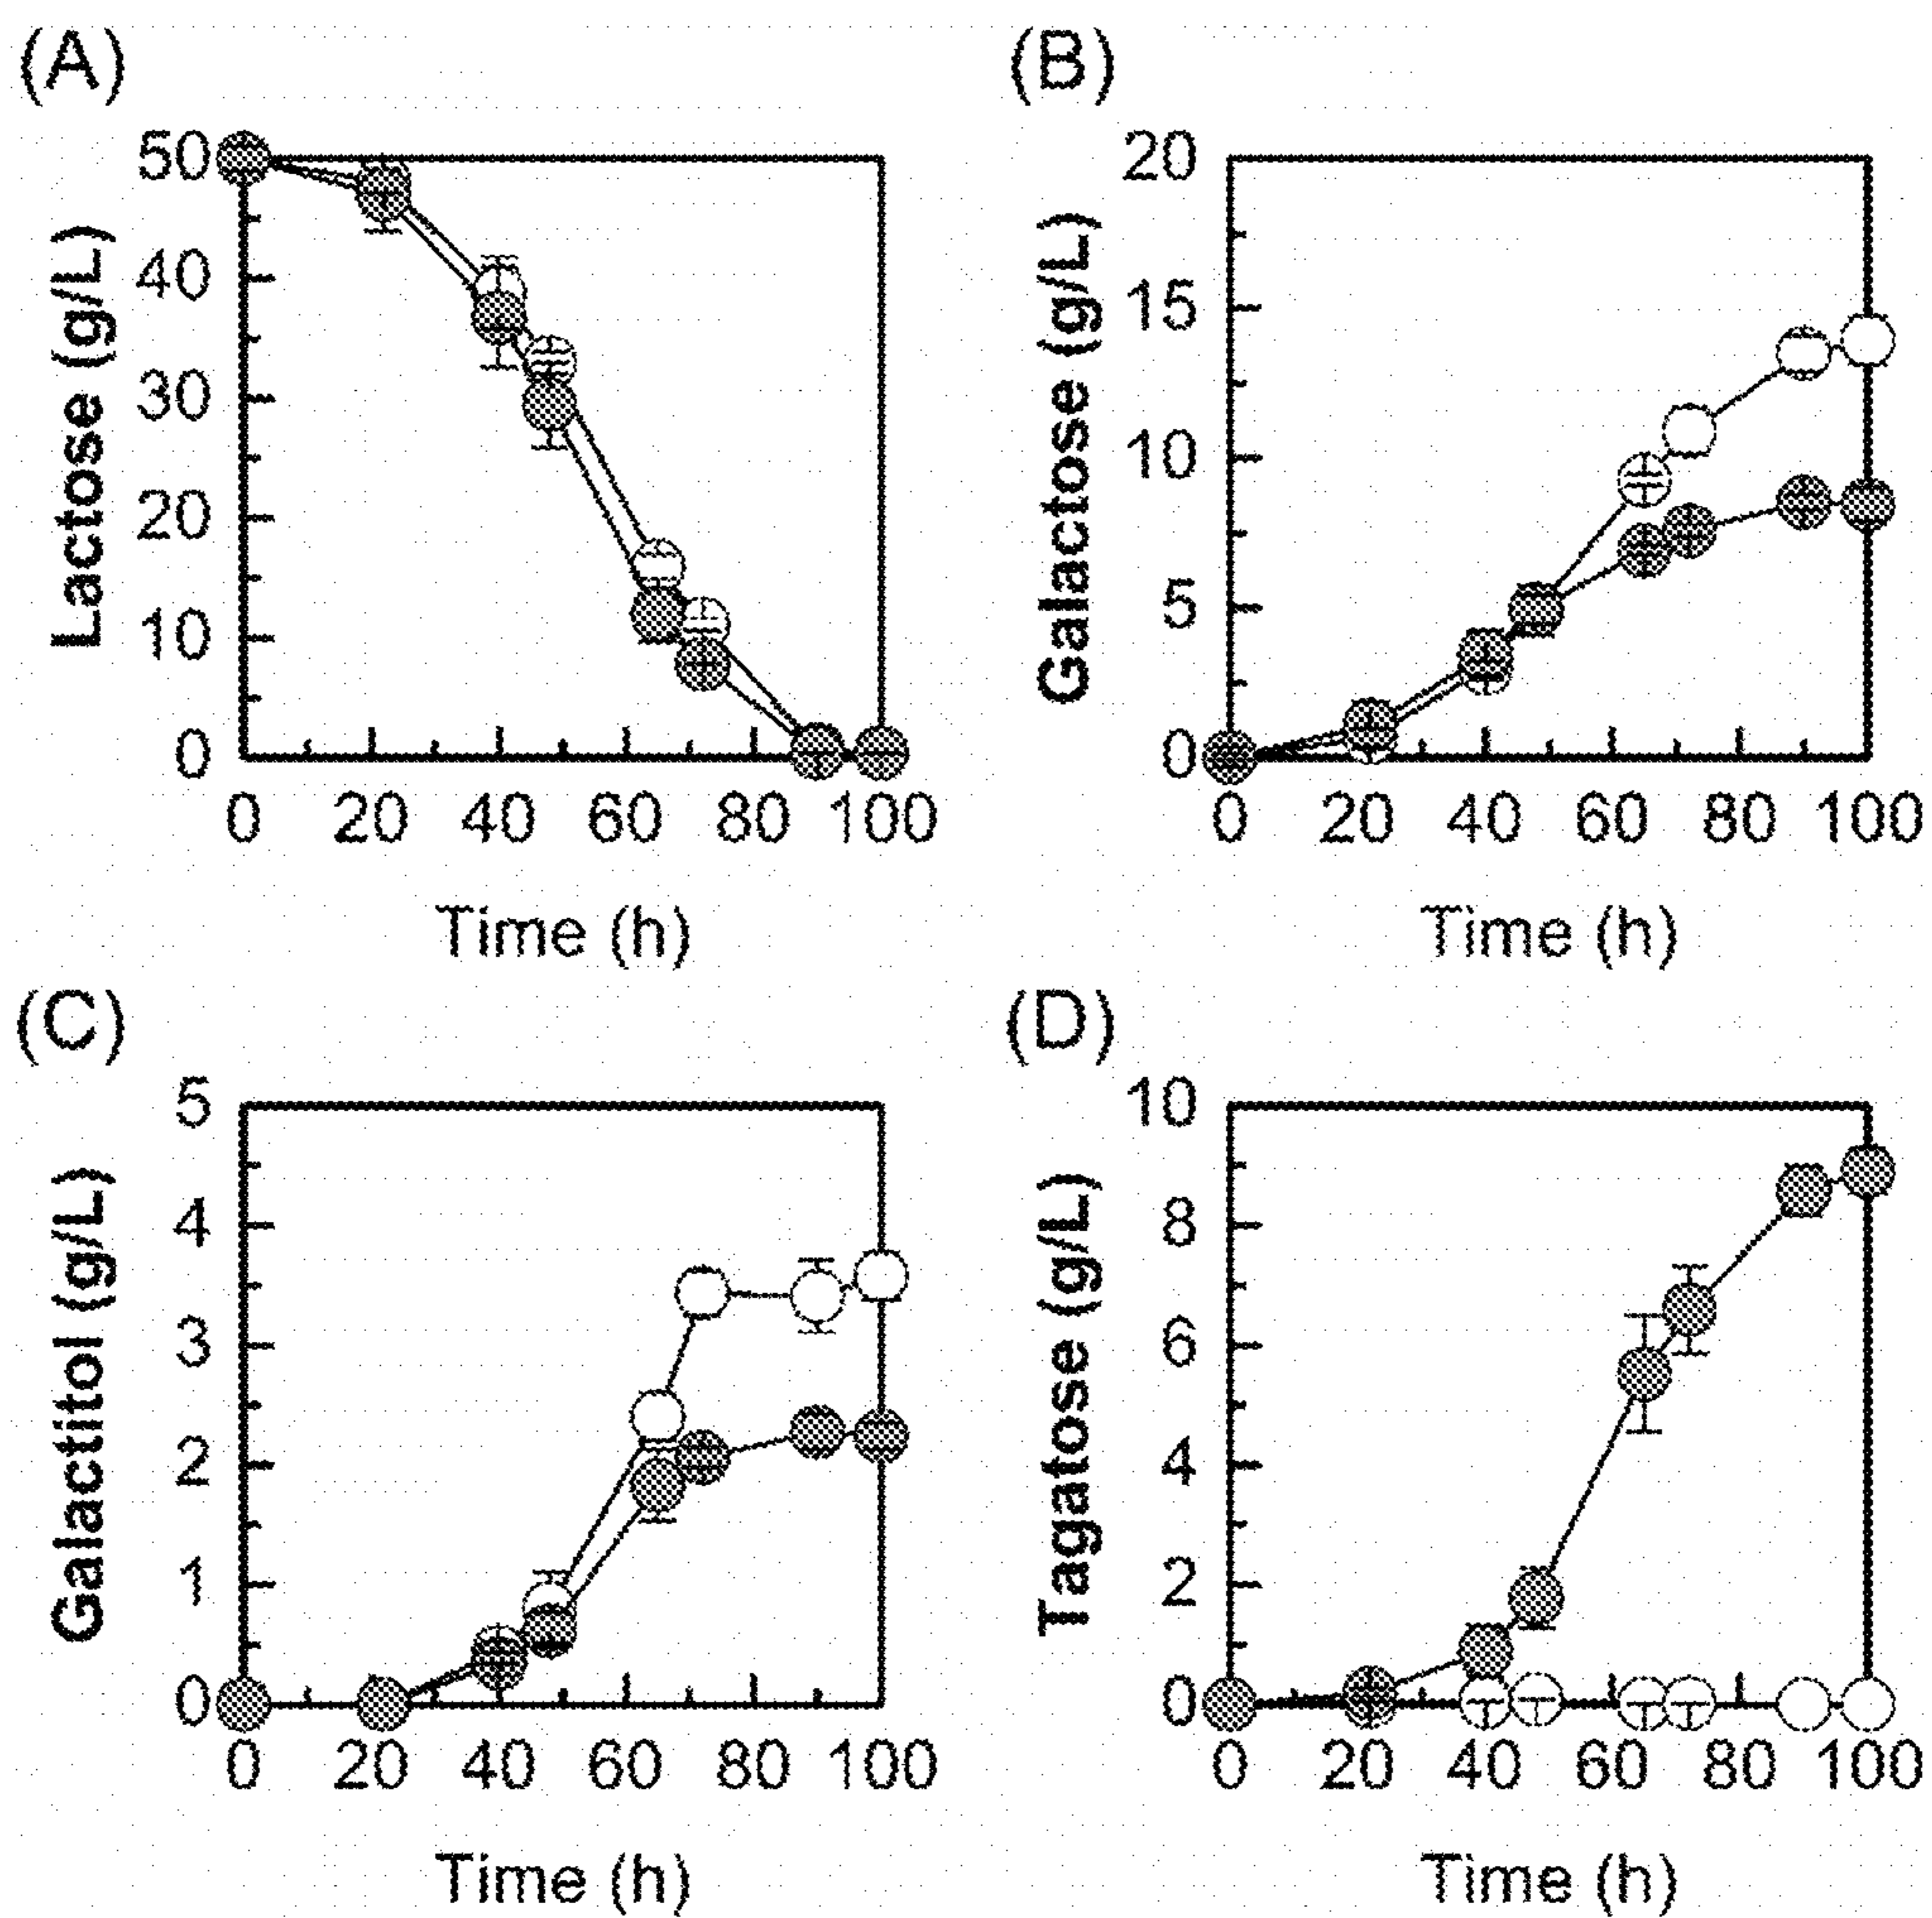 (A)
50
40
30
20
10
0
Lactose (g/L)
0 20 40 60 80 100
Time (h)
(B)
20
15
10
5
0
Galactose (g/L)
0 20 40 60 80 100
Time (h)
(C)
5
4
3
2
1
0
Galactitol (g/L)
0 20 40 60 80 100
Time (h)
(D)
10
8
6
4
2
0
Tagatose (g/L)
0 20 40 60 80 100
Time (h)